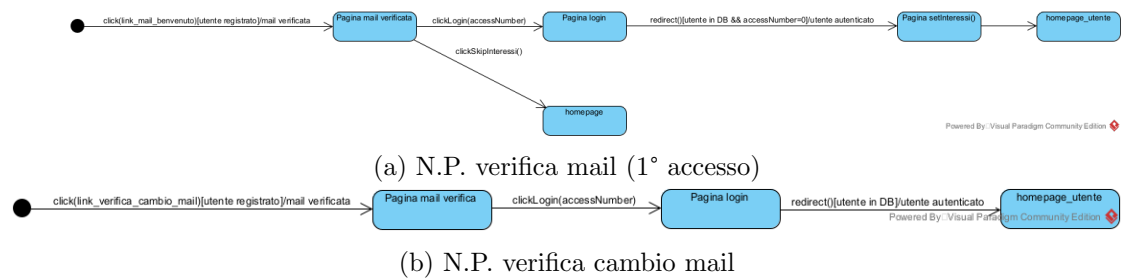 click(link_mail_benvenuto)[utente registrato]/mail verificata
Pagina mail verificata
clickLogin(accessNumber)
Pagina login
redirect()[utente in DB && accessNumber=0]/utente autenticato
Pagina setInteressi()
homepage_utente
clickSkipInteressi()
homepage
Powered By Visual Paradigm Community Edition
(a) N.P. verifica mail (1° accesso)
click(link_verifica_cambio_mail)[utente registrato]/mail verificata
Pagina mail verifica
clickLogin(accessNumber)
Pagina login
redirect()[utente in DB]/utente autenticato
homepage_utente
Powered By Visual Paradigm Community Edition
(b) N.P. verifica cambio mail